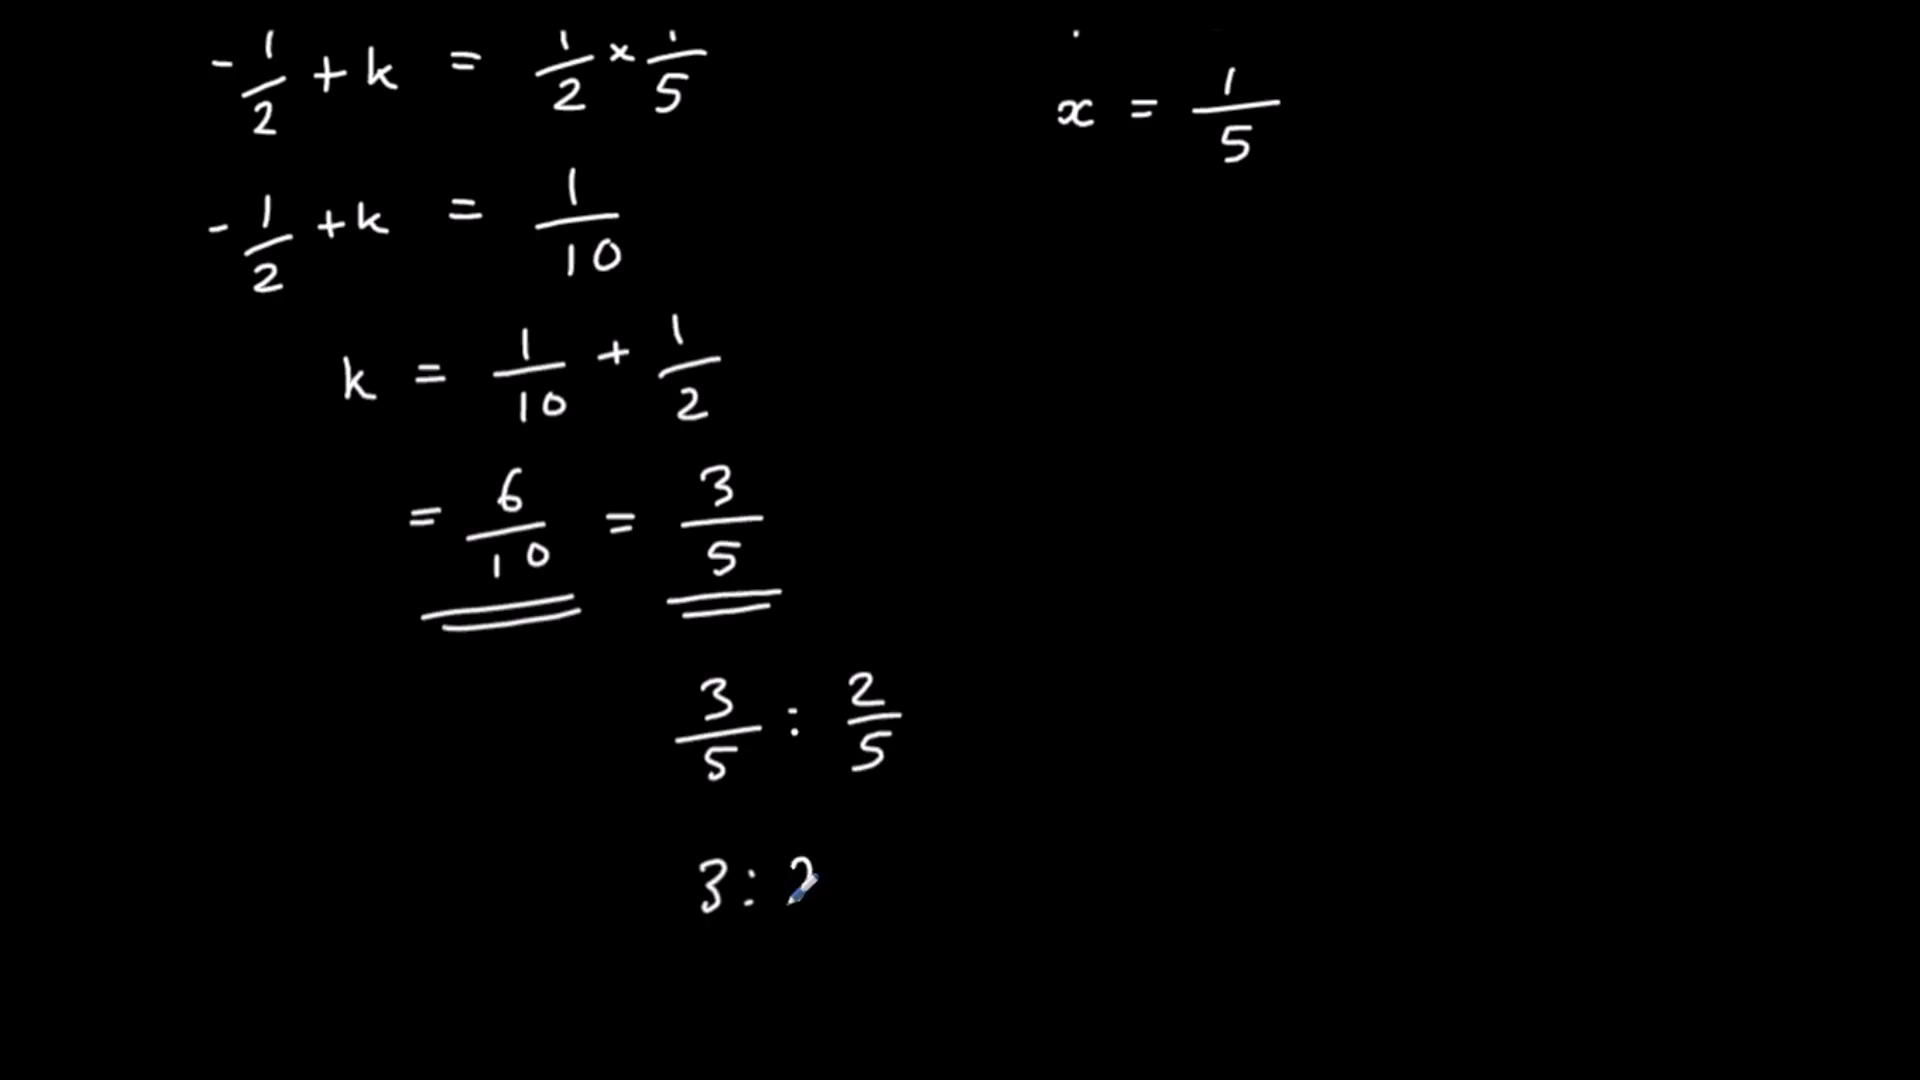 -1/2 + k = 1/2 × 1/5
-1/2 + k = 1/10
k = 1/10 + 1/2
= 6/10 = 3/5
3/5 : 2/5
3 : 2
x = 1/5